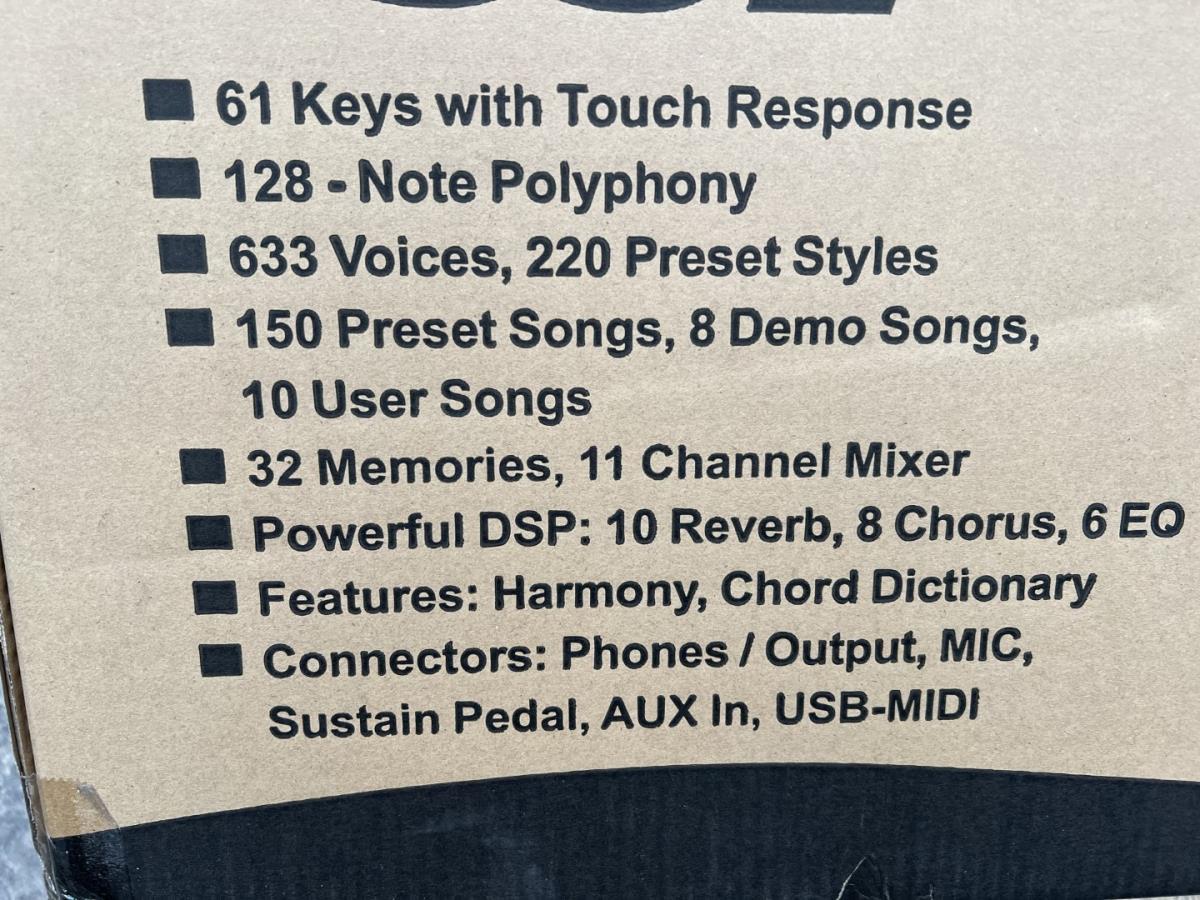 61 Keys with Touch Response
128 - Note Polyphony
633 Voices, 220 Preset Styles
150 Preset Songs, 8 Demo Songs,
10 User Songs
32 Memories, 11 Channel Mixer
Powerful DSP: 10 Reverb, 8 Chorus, 6 EQ
Features: Harmony, Chord Dictionary
Connectors: Phones / Output, MIC,
Sustain Pedal, AUX In, USB-MIDI